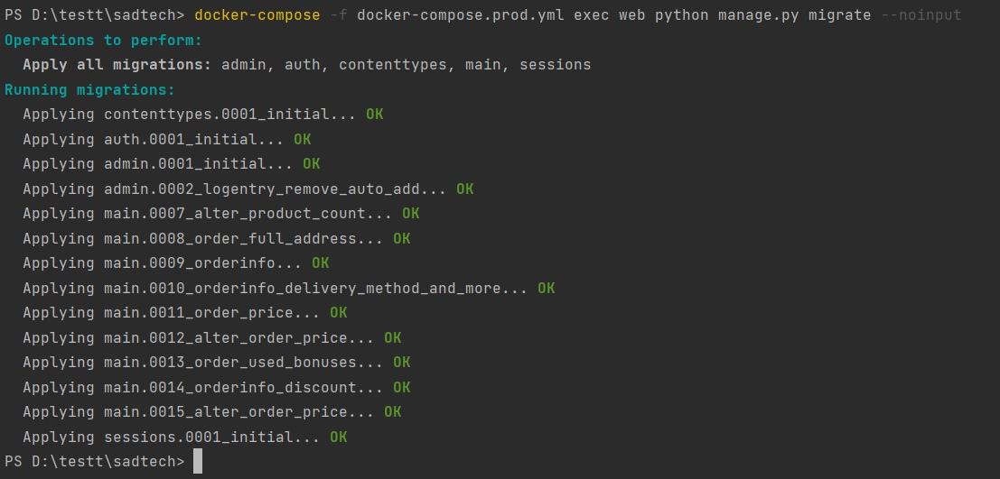 PS D:\testt\sadtech> docker-compose -f docker-compose.prod.yml exec web python manage.py migrate --noinput
Operations to perform:
  Apply all migrations: admin, auth, contenttypes, main, sessions
Running migrations:
  Applying contenttypes.0001_initial... OK
  Applying auth.0001_initial... OK
  Applying admin.0001_initial... OK
  Applying admin.0002_logentry_remove_auto_add... OK
  Applying main.0007_alter_product_count... OK
  Applying main.0008_order_full_address... OK
  Applying main.0009_orderinfo... OK
  Applying main.0010_orderinfo_delivery_method_and_more... OK
  Applying main.0011_order_price... OK
  Applying main.0012_alter_order_price... OK
  Applying main.0013_order_used_bonuses... OK
  Applying main.0014_orderinfo_discount... OK
  Applying main.0015_alter_order_price... OK
  Applying sessions.0001_initial... OK
PS D:\testt\sadtech>